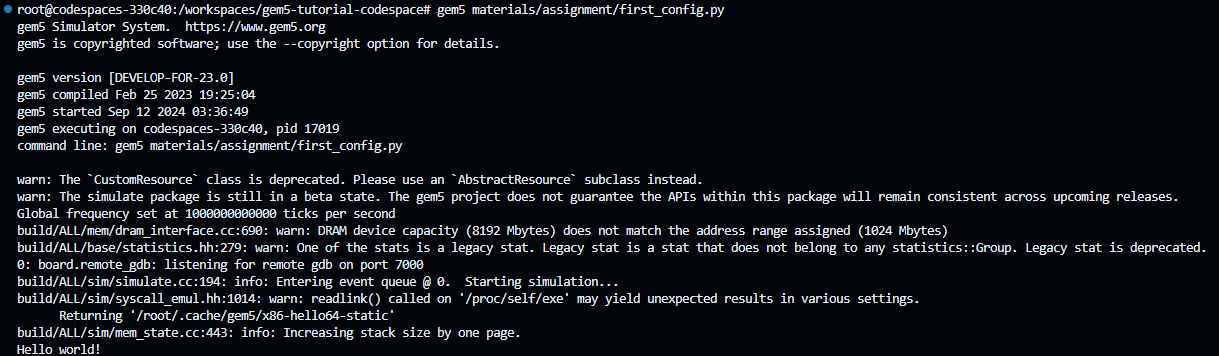 root@codespaces-330c40:/workspaces/gem5-tutorial-codespace# gem5 materials/assignment/first_config.py
gem5 Simulator System.  https://www.gem5.org
gem5 is copyrighted software; use the --copyright option for details.

gem5 version [DEVELOP-FOR-23.0]
gem5 compiled Feb 25 2023 19:25:04
gem5 started Sep 12 2024 03:36:49
gem5 executing on codespaces-330c40, pid 17019
command line: gem5 materials/assignment/first_config.py

warn: The `CustomResource` class is deprecated. Please use an `AbstractResource` subclass instead.
warn: The simulate package is still in a beta state. The gem5 project does not guarantee the APIs within this package will remain consistent across upcoming releases.
Global frequency set at 1000000000000 ticks per second
build/ALL/mem/dram_interface.cc:690: warn: DRAM device capacity (8192 Mbytes) does not match the address range assigned (1024 Mbytes)
build/ALL/base/statistics.hh:279: warn: One of the stats is a legacy stat. Legacy stat is a stat that does not belong to any statistics::Group. Legacy stat is deprecated.
0: board.remote_gdb: listening for remote gdb on port 7000
build/ALL/sim/simulate.cc:194: info: Entering event queue @ 0.  Starting simulation...
build/ALL/sim/syscall_emul.hh:1014: warn: readlink() called on '/proc/self/exe' may yield unexpected results in various settings.
      Returning '/root/.cache/gem5/x86-hello64-static'
build/ALL/sim/mem_state.cc:443: info: Increasing stack size by one page.
Hello world!